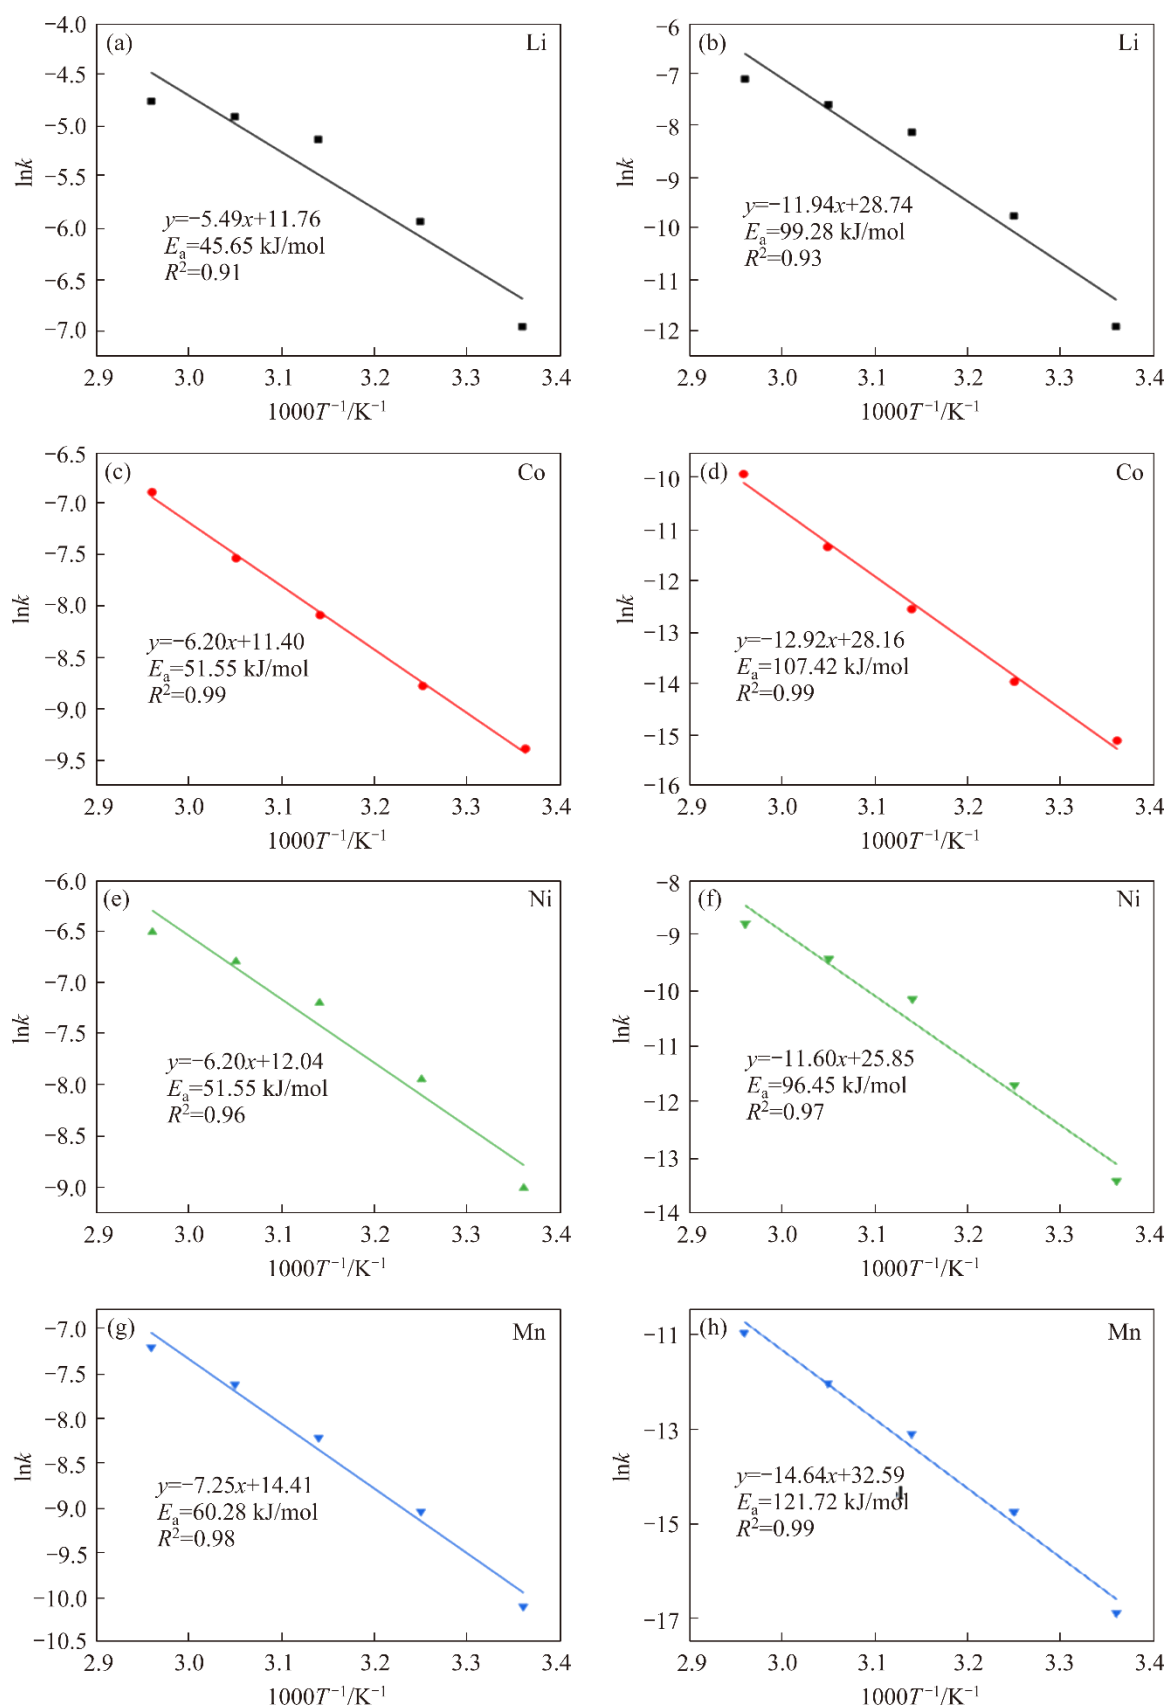 (a)
Li
−4.0
−4.5
−5.0
−5.5
−6.0
−6.5
−7.0
lnk
y=−5.49x+11.76
Ea=45.65 kJ/mol
R²=0.91
2.9 3.0 3.1 3.2 3.3 3.4
1000T⁻¹/K⁻¹
(b)
Li
−6
−7
−8
−9
−10
−11
−12
lnk
y=−11.94x+28.74
Ea=99.28 kJ/mol
R²=0.93
2.9 3.0 3.1 3.2 3.3 3.4
1000T⁻¹/K⁻¹
(c)
Co
−6.5
−7.0
−7.5
−8.0
−8.5
−9.0
−9.5
lnk
y=−6.20x+11.40
Ea=51.55 kJ/mol
R²=0.99
2.9 3.0 3.1 3.2 3.3 3.4
1000T⁻¹/K⁻¹
(d)
Co
−10
−11
−12
−13
−14
−15
−16
lnk
y=−12.92x+28.16
Ea=107.42 kJ/mol
R²=0.99
2.9 3.0 3.1 3.2 3.3 3.4
1000T⁻¹/K⁻¹
(e)
Ni
−6.0
−6.5
−7.0
−7.5
−8.0
−8.5
−9.0
lnk
y=−6.20x+12.04
Ea=51.55 kJ/mol
R²=0.96
2.9 3.0 3.1 3.2 3.3 3.4
1000T⁻¹/K⁻¹
(f)
Ni
−8
−9
−10
−11
−12
−13
−14
lnk
y=−11.60x+25.85
Ea=96.45 kJ/mol
R²=0.97
2.9 3.0 3.1 3.2 3.3 3.4
1000T⁻¹/K⁻¹
(g)
Mn
−7.0
−7.5
−8.0
−8.5
−9.0
−9.5
−10.0
−10.5
lnk
y=−7.25x+14.41
Ea=60.28 kJ/mol
R²=0.98
2.9 3.0 3.1 3.2 3.3 3.4
1000T⁻¹/K⁻¹
(h)
Mn
−11
−13
−15
−17
lnk
y=−14.64x+32.59
Ea=121.72 kJ/mol
R²=0.99
2.9 3.0 3.1 3.2 3.3 3.4
1000T⁻¹/K⁻¹